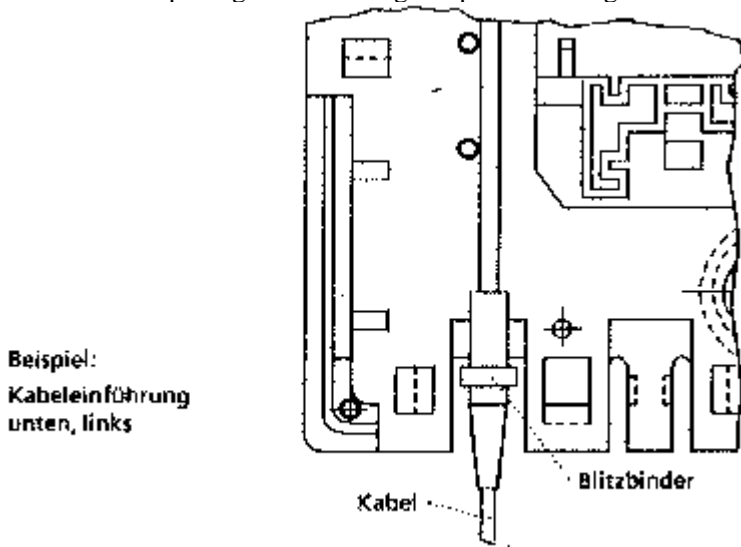 Beispiel:
Kabeleinführung
unten, links
Blitzbinder
Kabel